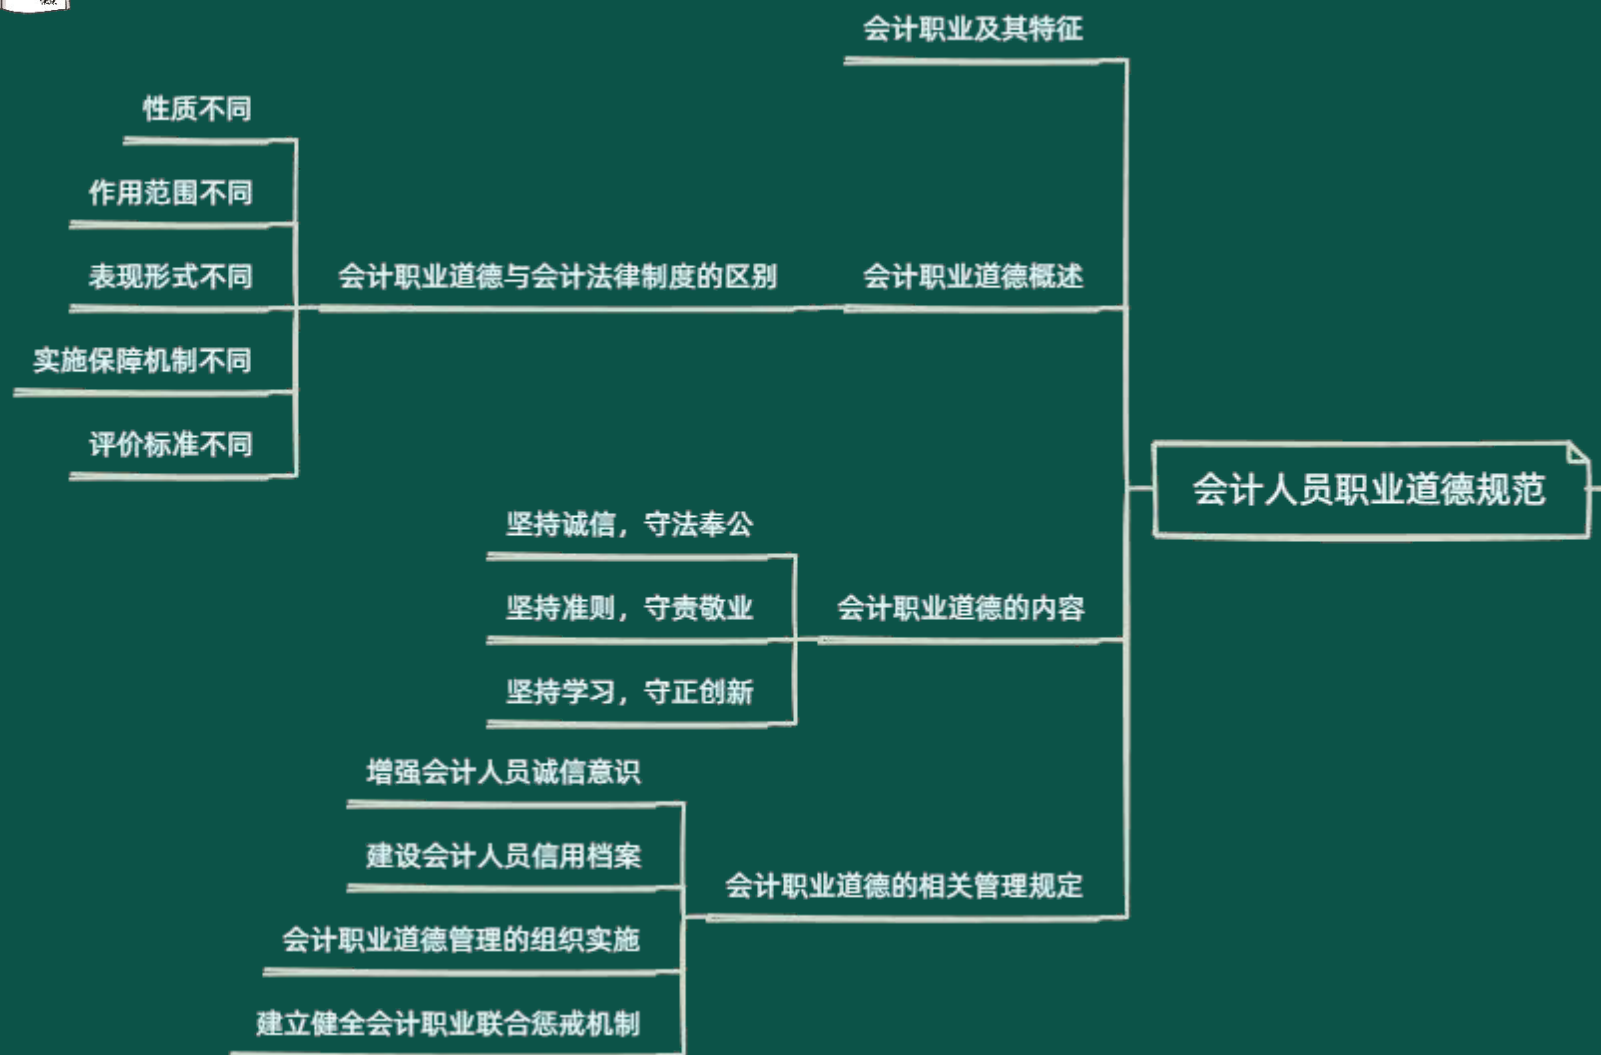 会计职业及其特征
性质不同
作用范围不同
表现形式不同
会计职业道德与会计法律制度的区别
会计职业道德概述
实施保障机制不同
评价标准不同
会计人员职业道德规范
坚持诚信，守法奉公
坚持准则，守责敬业
会计职业道德的内容
坚持学习，守正创新
增强会计人员诚信意识
建设会计人员信用档案
会计职业道德的相关管理规定
会计职业道德管理的组织实施
建立健全会计职业联合惩戒机制